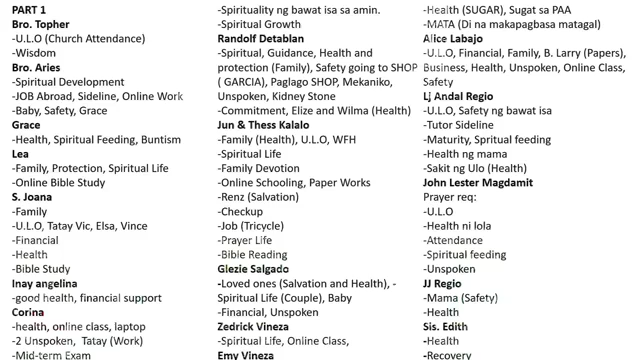 PART 1
Bro. Topher
-U.L.O (Church Attendance)
-Wisdom
Bro. Aries
-Spiritual Development
-JOB Abroad, Sideline, Online Work
-Baby, Safety, Grace
Grace
-Health, Spiritual Feeding, Buntism
Lea
-Family, Protection, Spiritual Life
-Online Bible Study
S. Joana
-Family
-U.L.O, Tatay Vic, Elsa, Vince
-Financial
-Health
-Bible Study
Inay angelina
-good health, financial support
Corina
-health, online class, laptop
-2 Unspoken, Tatay (Work)
-Mid-term Exam
-Spirituality ng bawat isa sa amin.
-Spiritual Growth
Randolf Detablan
-Spiritual, Guidance, Health and
protection (Family), Safety going to SHOP
( GARCIA), Paglago SHOP, Mekaniko,
Unspoken, Kidney Stone
-Commitment, Elize and Wilma (Health)
Jun & Thess Kalalo
-Family (Health), U.L.O, WFH
-Spiritual Life
-Family Devotion
-Online Schooling, Paper Works
-Renz (Salvation)
-Checkup
-Job (Tricycle)
-Prayer Life
-Bible Reading
Glezie Salgado
-Loved ones (Salvation and Health), -
Spiritual Life (Couple), Baby
-Financial, Unspoken
Zedrick Vineza
-Spiritual Life, Online Class,
Emy Vineza
-Health (SUGAR), Sugat sa PAA
-MATA (Di na makapagbasa matagal)
Alice Labajo
-U.L.O, Financial, Family, B. Larry (Papers),
Business, Health, Unspoken, Online Class,
Safety
Lj Andal Regio
-U.L.O, Safety ng bawat isa
-Tutor Sideline
-Maturity, Spritual feeding
-Health ng mama
-Sakit ng Ulo (Health)
John Lester Magdamit
Prayer req:
-U.L.O
-Health ni lola
-Attendance
-Spiritual feeding
-Unspoken
JJ Regio
-Mama (Safety)
-Health
Sis. Edith
-Health
-Recovery